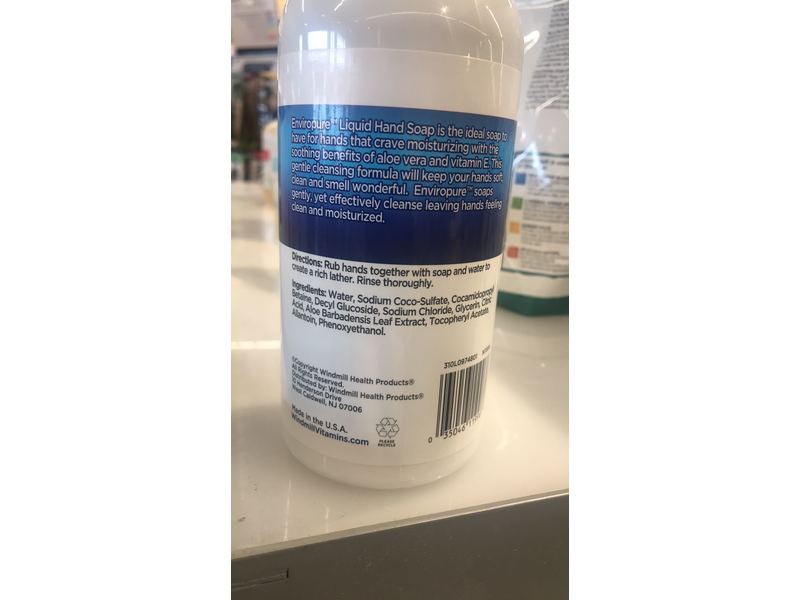 Enviropure™ Liquid Hand Soap is the ideal soap to
have for hands that crave moisturizing with the
soothing benefits of aloe vera and vitamin E. This
gentle cleansing formula will keep your hands soft,
clean and smell wonderful. Enviropure™ soaps
gently, yet effectively cleanse leaving hands feeling
clean and moisturized.
Directions: Rub hands together with soap and water to
create a rich lather. Rinse thoroughly.
Ingredients: Water, Sodium Coco-Sulfate, Cocamidopropyl
Betaine, Decyl Glucoside, Sodium Chloride, Glycerin, Citric
Acid, Aloe Barbadensis Leaf Extract, Tocopheryl Acetate,
Allantoin, Phenoxyethanol.
©Copyright Windmill Health Products®
All Rights Reserved.
Distributed by: Windmill Health Products®
Henderson Drive
West Caldwell, NJ 07006
Made in the U.S.A.
WindmillVitamins.com
PLEASE
RECYCLE
310L0974801
0 35046